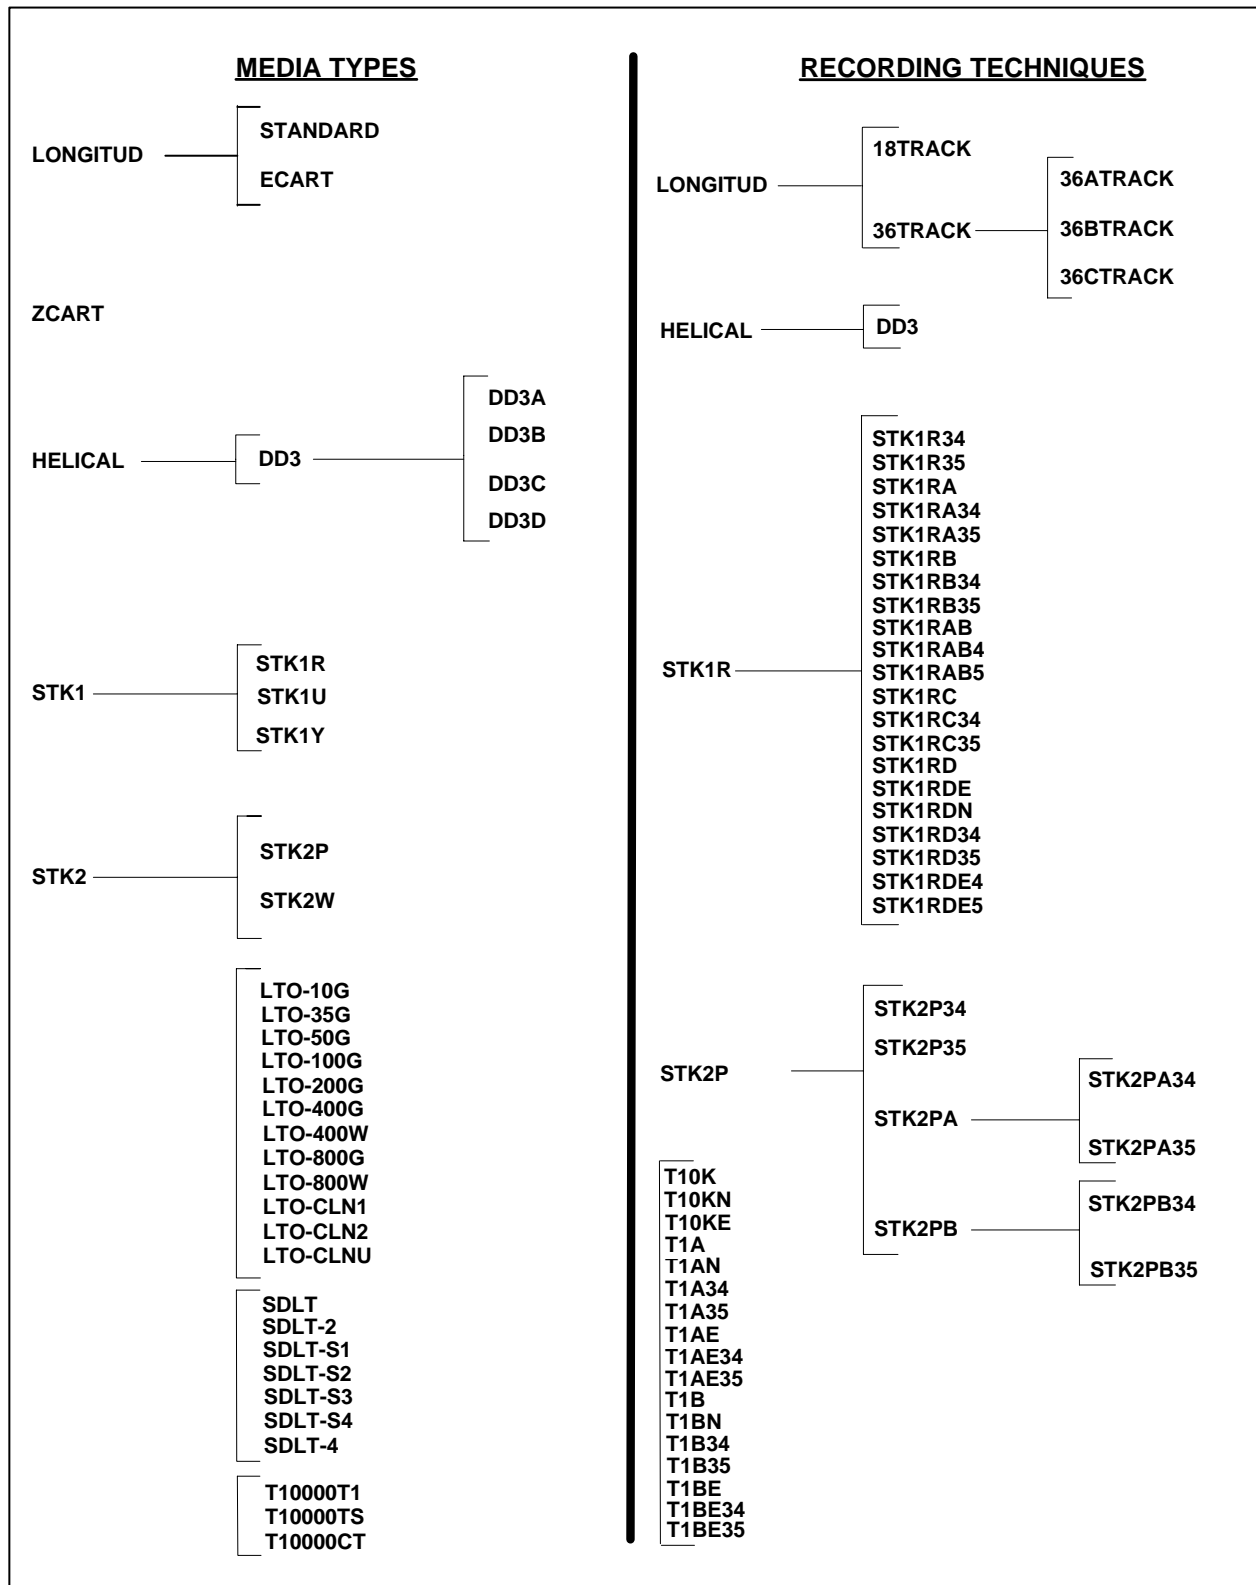 MEDIA TYPES
LONGITUD
STANDARD
ECART
ZCART
HELICAL
DD3
DD3A
DD3B
DD3C
DD3D
STK1
STK1R
STK1U
STK1Y
STK2
STK2P
STK2W
LTO-10G
LTO-35G
LTO-50G
LTO-100G
LTO-200G
LTO-400G
LTO-400W
LTO-800G
LTO-800W
LTO-CLN1
LTO-CLN2
LTO-CLNU
SDLT
SDLT-2
SDLT-S1
SDLT-S2
SDLT-S3
SDLT-S4
SDLT-4
T10000T1
T10000TS
T10000CT
RECORDING TECHNIQUES
LONGITUD
18TRACK
36TRACK
36ATRACK
36BTRACK
36CTRACK
HELICAL
DD3
STK1R
STK1R34
STK1R35
STK1RA
STK1RA34
STK1RA35
STK1RB
STK1RB34
STK1RB35
STK1RAB
STK1RAB4
STK1RAB5
STK1RC
STK1RC34
STK1RC35
STK1RD
STK1RDE
STK1RDN
STK1RD34
STK1RD35
STK1RDE4
STK1RDE5
STK2P
STK2P34
STK2P35
STK2PA
STK2PA34
STK2PA35
STK2PB
STK2PB34
STK2PB35
T10K
T10KN
T10KE
T1A
T1AN
T1A34
T1A35
T1AE
T1AE34
T1AE35
T1B
T1BN
T1B34
T1B35
T1BE
T1BE34
T1BE35